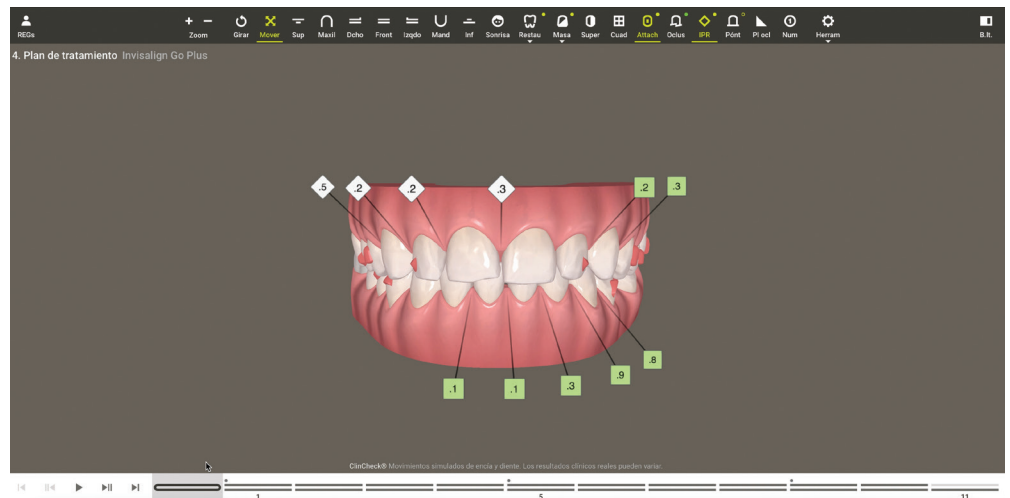 REGs
Zoom
Girar Mover Sup Maxil Dcho Front Izqdo Mand Inf Sonrisa Restau Masa Super Cuad Attach Oclus IPR Pónt Pl ocl Num Herram
B.lt.
4. Plan de tratamiento Invisalign Go Plus
.5 .2 .2 .3 .2 .3
.8
.9
.3
.1 .1
ClinCheck® Movimientos simulados de encía y diente. Los resultados clínicos reales pueden variar.
1 5 11